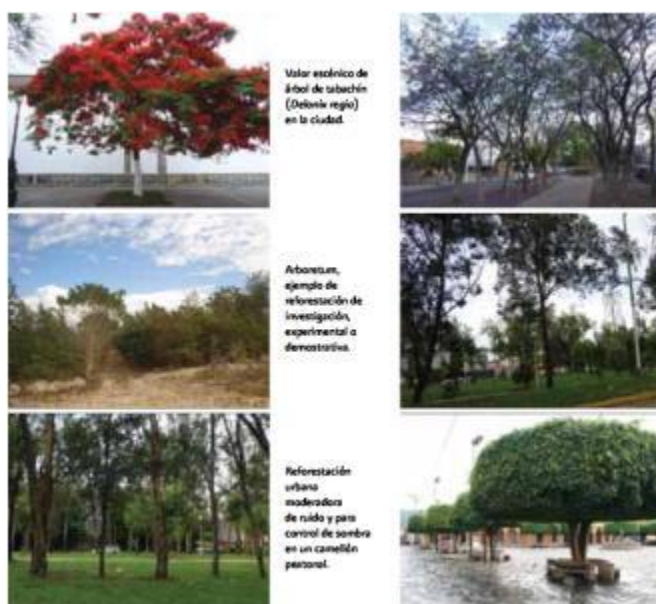 Valor escénico de
árbol de tabachín
(Delonix regia)
en la ciudad.
Arboretum,
ejemplo de
reforestación de
investigación,
experimental o
demostrativa.
Reforestación
urbana
moderadora
de ruido y para
control de sombra
en un camellón
peatonal.